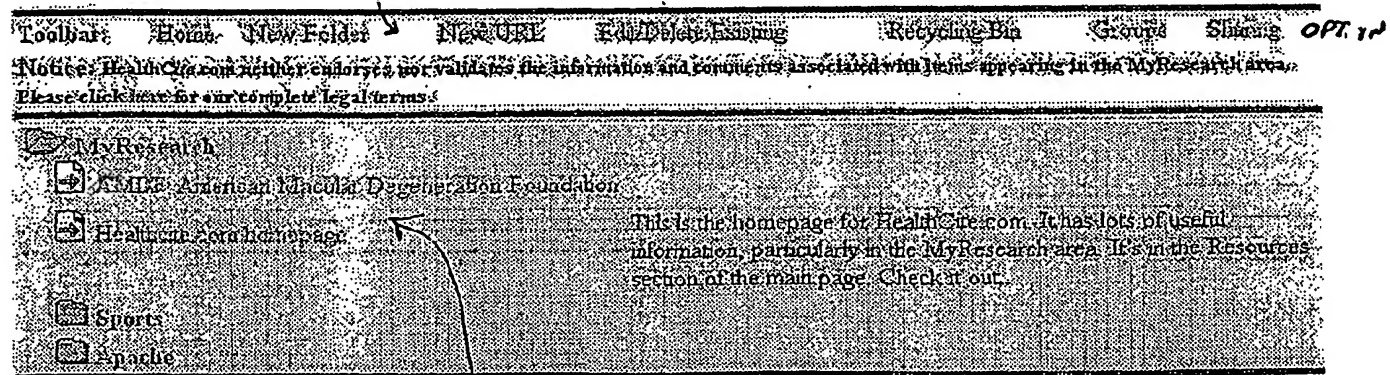 Toolbar: Home New Folder New URL Edit/Delete Existing Recycling Bin Groups Sharing OPT. in
Notice: HealthCite.com neither endorses nor validates the information and comments associated with items appearing in the MyResearch area.
Please click here for our complete legal terms.
MyResearch
AMDF: American Macular Degeneration Foundation
Healthcite.com homepage
This is the homepage for HealthCite.com. It has lots of useful
information, particularly in the MyResearch area. It's in the Resources
section of the main page. Check it out.
Sports
Apache